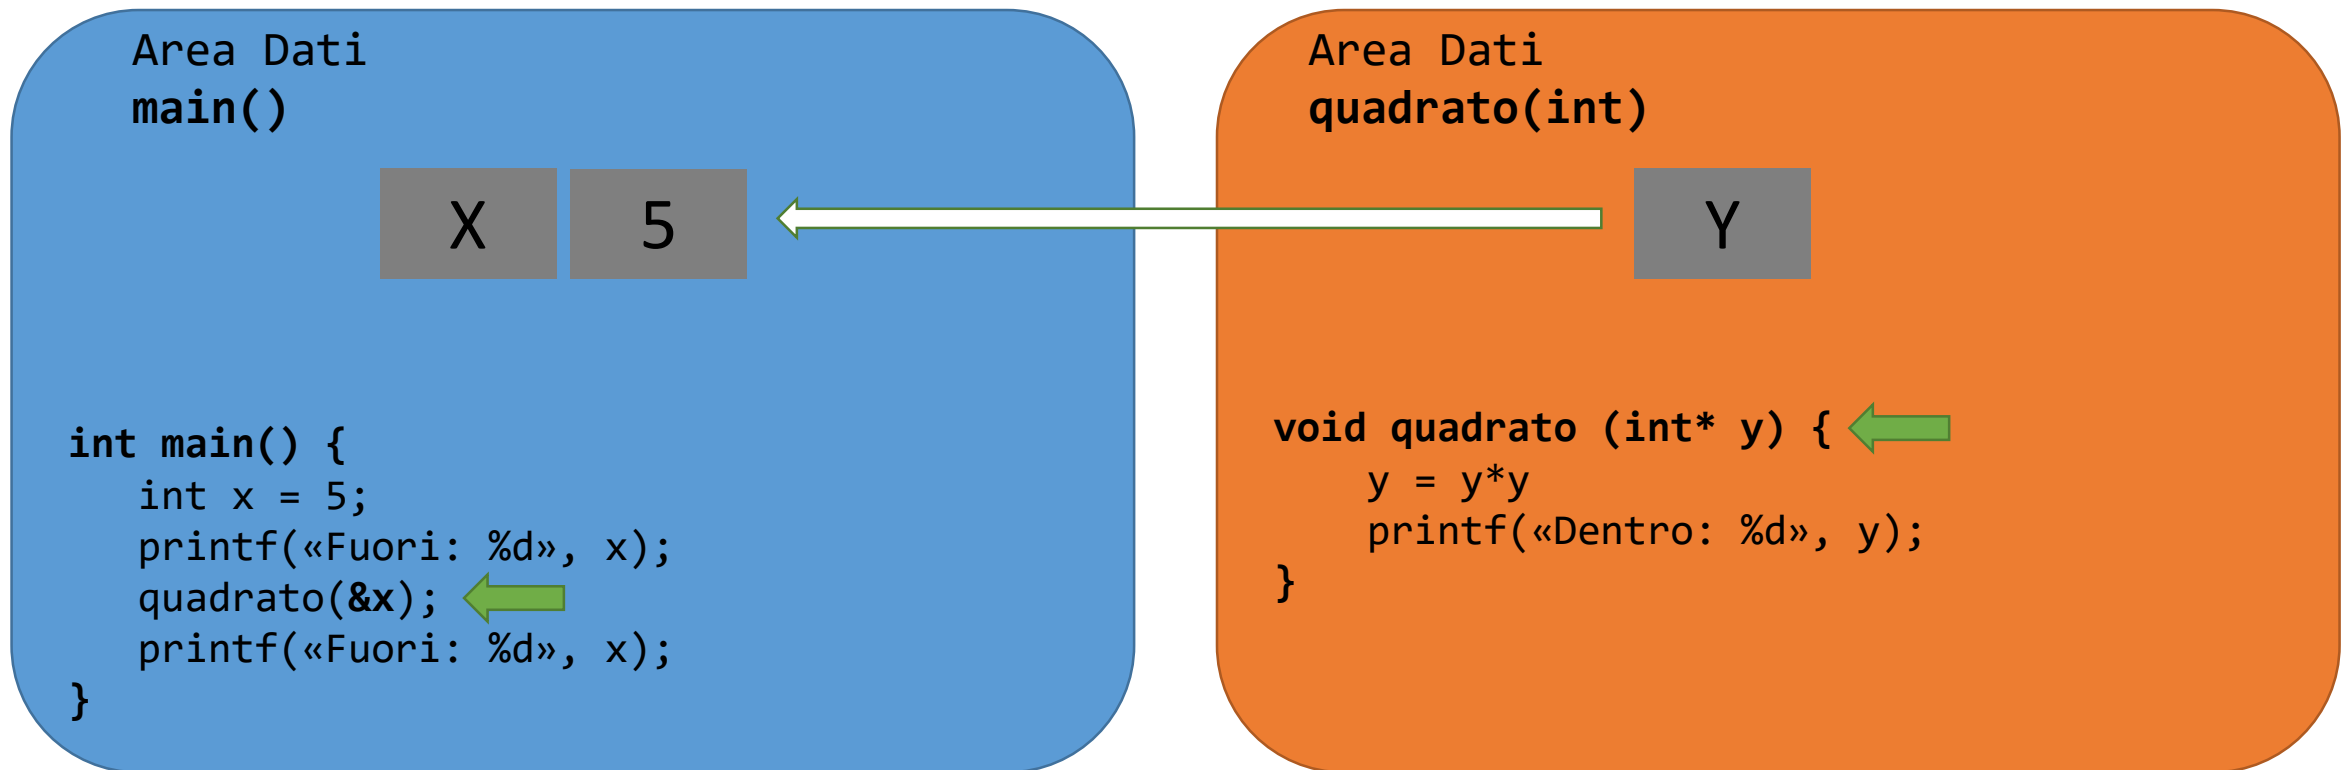 Area Dati
main()
X 5
int main() {
int x = 5;
printf(«Fuori: %d», x);
quadrato(&x);
printf(«Fuori: %d», x);
}
Area Dati
quadrato(int)
Y
void quadrato (int* y) {
y = y*y
printf(«Dentro: %d», y);
}